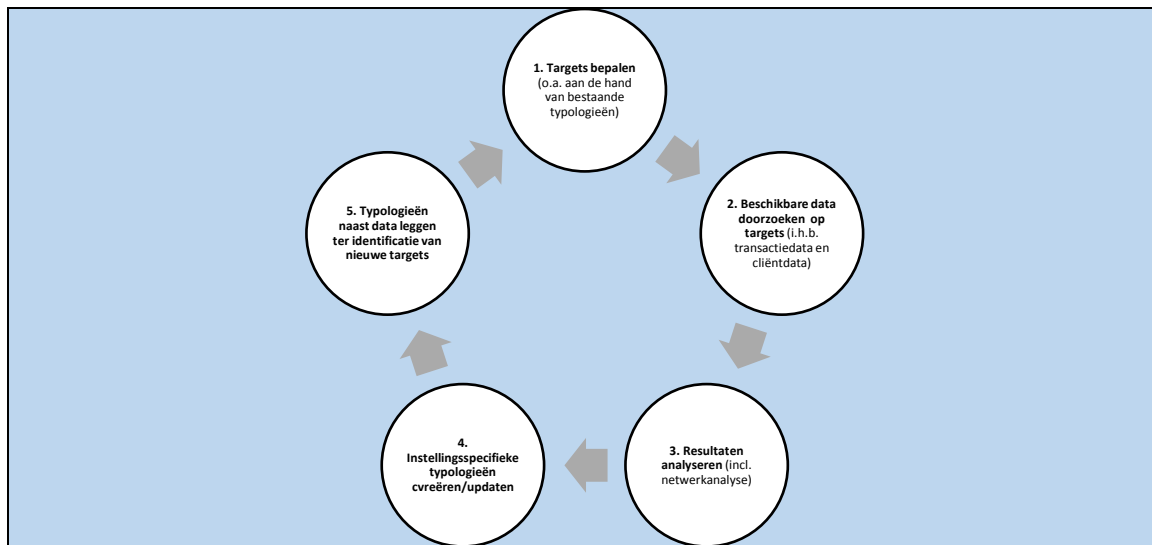 1. Targets bepalen
(o.a. aan de hand
van bestaande
typologieën)
2. Beschikbare data
doorzoeken op
targets (i.h.b.
transactiedata en
cliëntdata)
3. Resultaten
analyseren (incl.
netwerkanalyse)
4.
Instellingsspecifieke
typologieën
cvreëren/updaten
5. Typologieën
naast data leggen
ter identificatie van
nieuwe targets